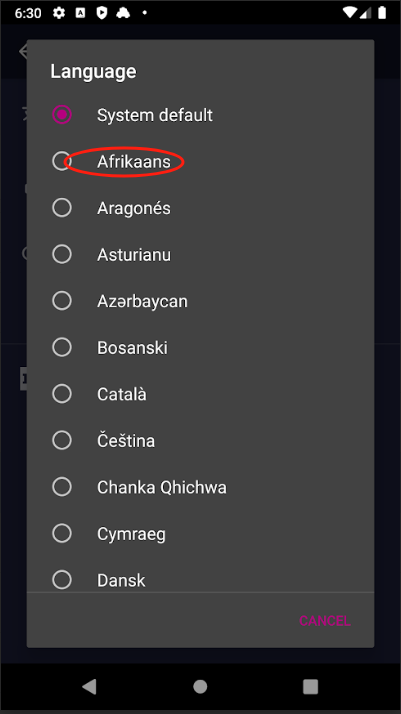 6:30
Language
System default
Afrikaans
Aragonés
Asturianu
Azərbaycan
Bosanski
Català
Čeština
Chanka Qhichwa
Cymraeg
Dansk
CANCEL